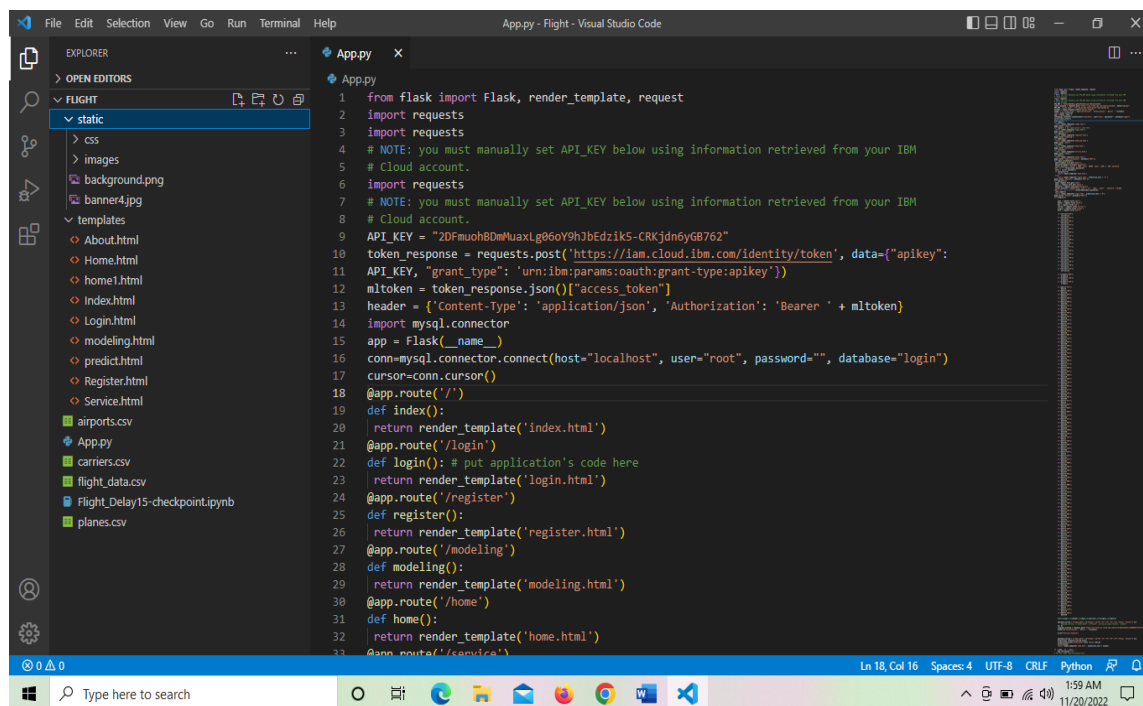 File Edit Selection View Go Run Terminal Help
App.py - Flight - Visual Studio Code
EXPLORER
OPEN EDITORS
FLIGHT
static
css
images
background.png
banner4.jpg
templates
About.html
Home.html
home1.html
Index.html
Login.html
modeling.html
predict.html
Register.html
Service.html
airports.csv
App.py
carriers.csv
flight_data.csv
Flight_Delay15-checkpoint.ipynb
planes.csv
App.py
App.py
1 from flask import Flask, render_template, request
2 import requests
3 import requests
4 # NOTE: you must manually set API_KEY below using information retrieved from your IBM
5 # Cloud account.
6 import requests
7 # NOTE: you must manually set API_KEY below using information retrieved from your IBM
8 # Cloud account.
9 API_KEY = "2DFmuohBDmMuaxLg06oY9hJbEdzik5-CRKjdn6yGB762"
10 token_response = requests.post('https://iam.cloud.ibm.com/identity/token', data={"apikey":
11 API_KEY, "grant_type": 'urn:ibm:params:oauth:grant-type:apikey'})
12 mltoken = token_response.json()["access_token"]
13 header = {'Content-Type': 'application/json', 'Authorization': 'Bearer ' + mltoken}
14 import mysql.connector
15 app = Flask(__name__)
16 conn=mysql.connector.connect(host="localhost", user="root", password="", database="login")
17 cursor=conn.cursor()
18 @app.route('/')
19 def index():
20 return render_template('index.html')
21 @app.route('/login')
22 def login(): # put application's code here
23 return render_template('login.html')
24 @app.route('/register')
25 def register():
26 return render_template('register.html')
27 @app.route('/modeling')
28 def modeling():
29 return render_template('modeling.html')
30 @app.route('/home')
31 def home():
32 return render_template('home.html')
33 @app.route('/service')
0 0
Ln 18, Col 16 Spaces: 4 UTF-8 CRLF Python
Type here to search
1:59 AM
11/20/2022